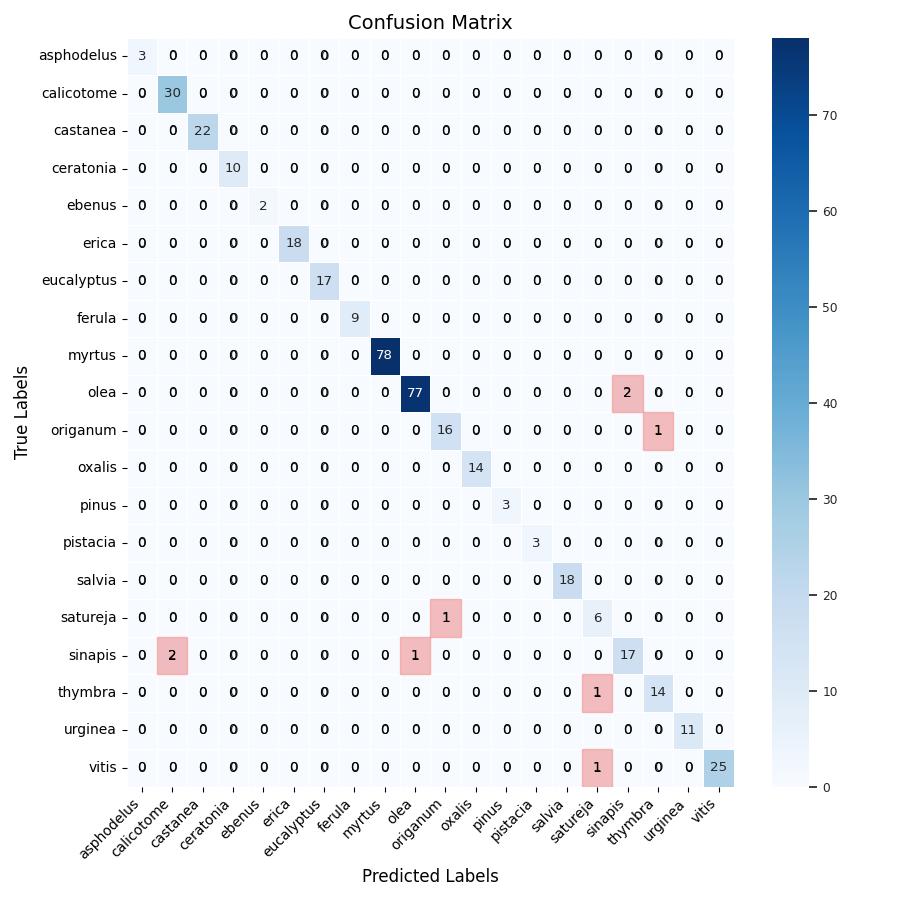 Confusion Matrix
asphodelus 3 0 0 0 0 0 0 0 0 0 0 0 0 0 0 0 0 0 0 0
calicotome 0 30 0 0 0 0 0 0 0 0 0 0 0 0 0 0 0 0 0 0
castanea 0 0 22 0 0 0 0 0 0 0 0 0 0 0 0 0 0 0 0 0
ceratonia 0 0 0 10 0 0 0 0 0 0 0 0 0 0 0 0 0 0 0 0
ebenus 0 0 0 0 2 0 0 0 0 0 0 0 0 0 0 0 0 0 0 0
erica 0 0 0 0 0 18 0 0 0 0 0 0 0 0 0 0 0 0 0 0
eucalyptus 0 0 0 0 0 0 17 0 0 0 0 0 0 0 0 0 0 0 0 0
ferula 0 0 0 0 0 0 0 9 0 0 0 0 0 0 0 0 0 0 0 0
myrtus 0 0 0 0 0 0 0 0 78 0 0 0 0 0 0 0 0 0 0 0
olea 0 0 0 0 0 0 0 0 0 77 0 0 0 0 0 0 2 0 0 0
origanum 0 0 0 0 0 0 0 0 0 0 16 0 0 0 0 0 0 1 0 0
oxalis 0 0 0 0 0 0 0 0 0 0 0 14 0 0 0 0 0 0 0 0
pinus 0 0 0 0 0 0 0 0 0 0 0 0 3 0 0 0 0 0 0 0
pistacia 0 0 0 0 0 0 0 0 0 0 0 0 0 3 0 0 0 0 0 0
salvia 0 0 0 0 0 0 0 0 0 0 0 0 0 0 18 0 0 0 0 0
satureja 0 0 0 0 0 0 0 0 0 0 1 0 0 0 0 6 0 0 0 0
sinapis 0 2 0 0 0 0 0 0 0 1 0 0 0 0 0 0 17 0 0 0
thymbra 0 0 0 0 0 0 0 0 0 0 0 0 0 0 0 1 0 14 0 0
urginea 0 0 0 0 0 0 0 0 0 0 0 0 0 0 0 0 0 0 11 0
vitis 0 0 0 0 0 0 0 0 0 0 0 0 0 0 0 1 0 0 0 25
asphodelus calicotome castanea ceratonia ebenus erica eucalyptus ferula myrtus olea origanum oxalis pinus pistacia salvia satureja sinapis thymbra urginea vitis
Predicted Labels
True Labels
70
60
50
40
30
20
10
0